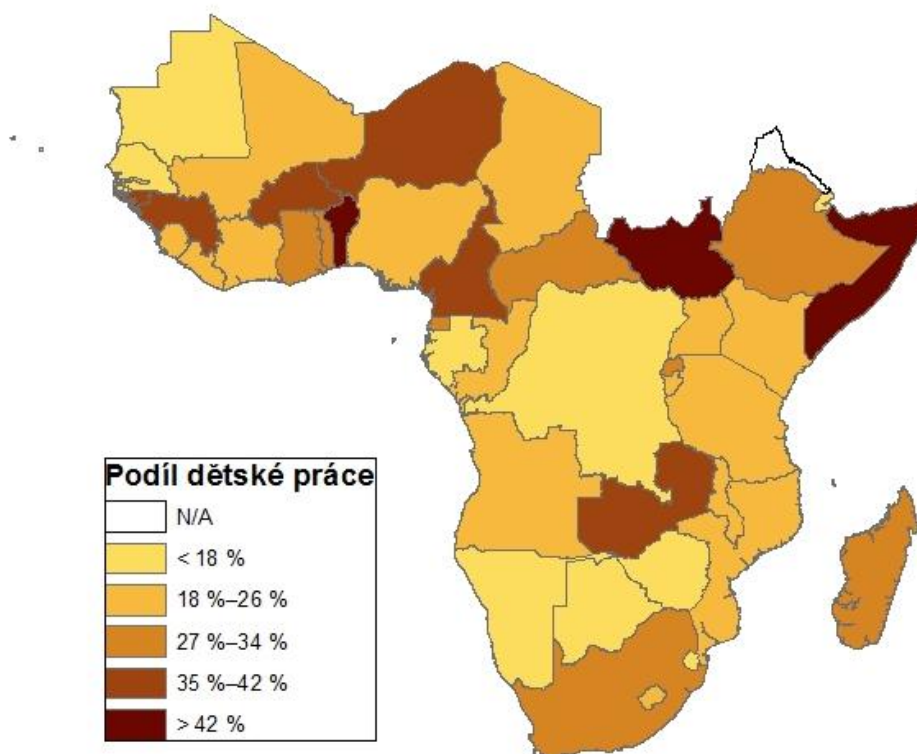 Podíl dětské práce
N/A
< 18 %
18 %–26 %
27 %–34 %
35 %–42 %
> 42 %